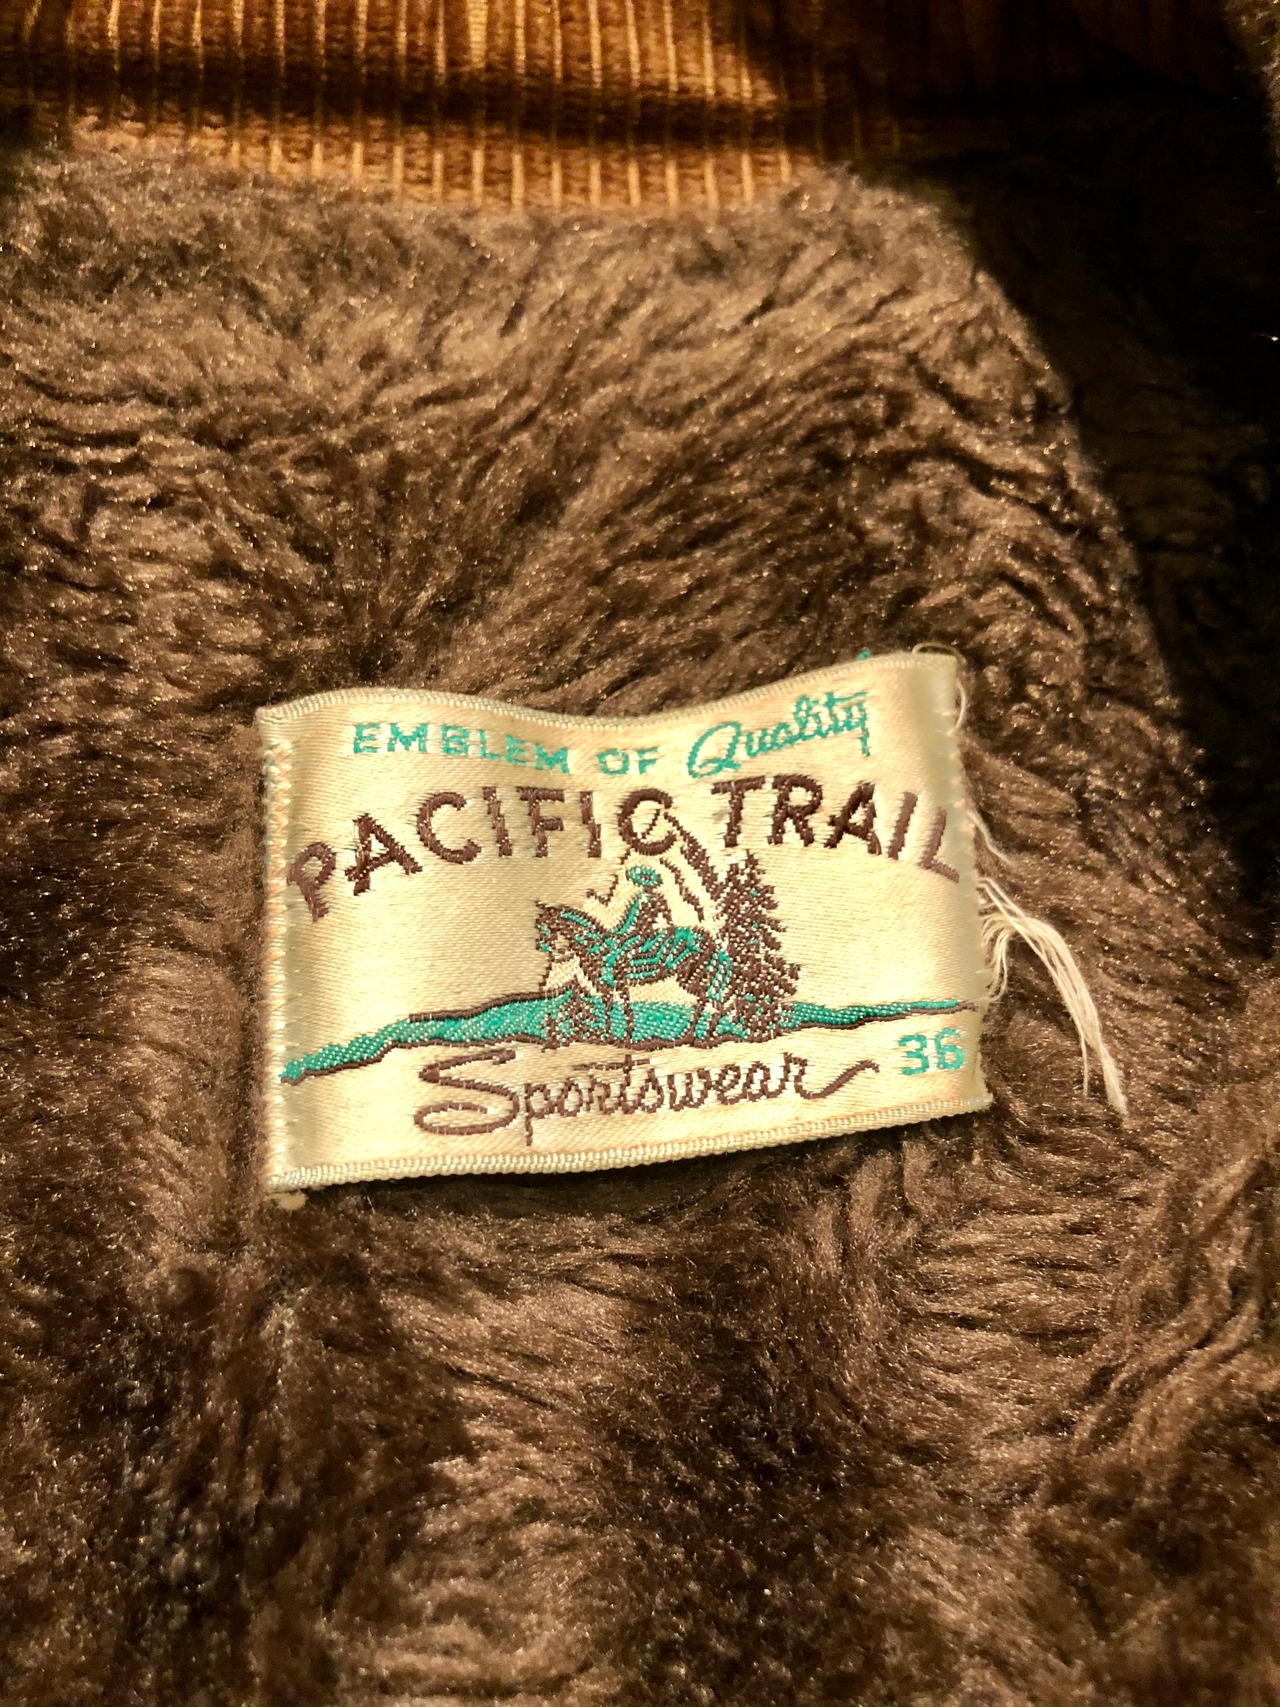 EMBLEM OF Quality
PACIFIC TRAIL
Sportswear 36